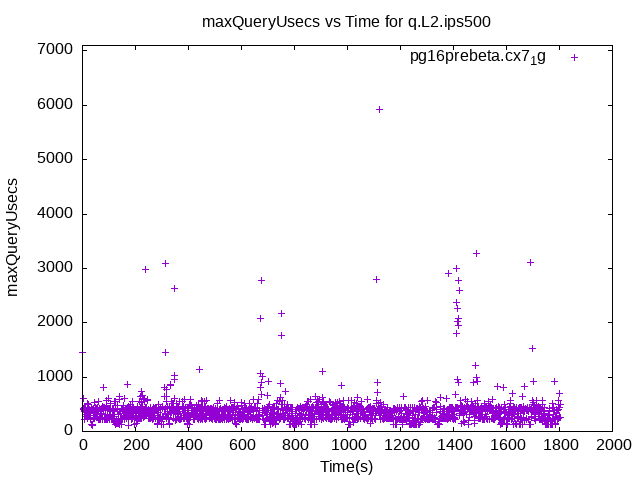 maxQueryUsecs vs Time for q.L2.ips500
pg16prebeta.cx7₁g
7000
6000
5000
4000
3000
2000
1000
0
maxQueryUsecs
0 200 400 600 800 1000 1200 1400 1600 1800 2000
Time(s)